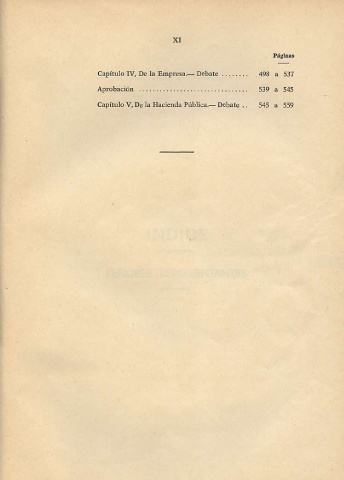 XI
Páginas
Capítulo IV, De la Empresa.— Debate ........ 498 a 537
Aprobación ................................ 539 a 545
Capítulo V, De la Hacienda Pública.— Debate .. 545 a 559